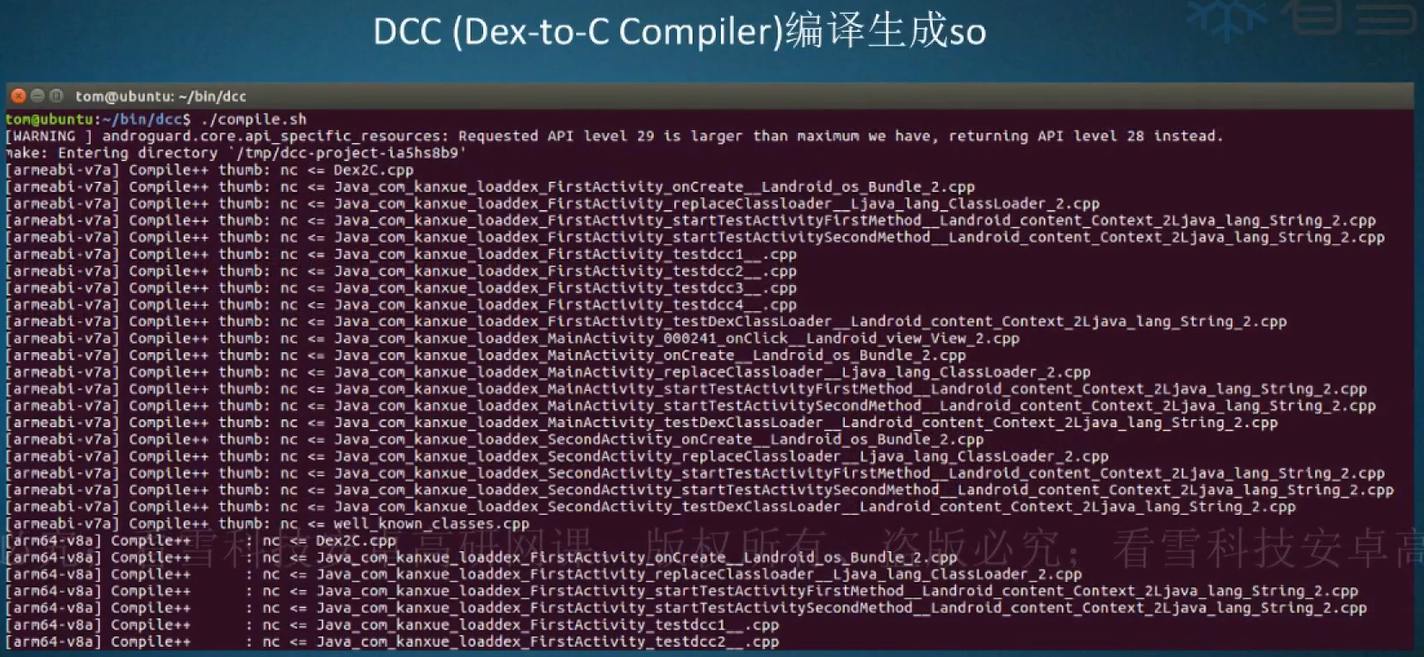 DCC (Dex-to-C Compiler)编译生成so
tom@ubuntu: ~/bin/dcc
tom@ubuntu:~/bin/dcc$ ./compile.sh
[WARNING ] androguard.core.api_specific_resources: Requested API level 29 is larger than maximum we have, returning API level 28 instead.
make: Entering directory `/tmp/dcc-project-ia5hs8b9'
[armeabi-v7a] Compile++ thumb: nc <= Dex2C.cpp
[armeabi-v7a] Compile++ thumb: nc <= Java_com_kanxue_loaddex_FirstActivity_onCreate__Landroid_os_Bundle_2.cpp
[armeabi-v7a] Compile++ thumb: nc <= Java_com_kanxue_loaddex_FirstActivity_replaceClassloader__Ljava_lang_ClassLoader_2.cpp
[armeabi-v7a] Compile++ thumb: nc <= Java_com_kanxue_loaddex_FirstActivity_startTestActivityFirstMethod__Landroid_content_Context_2Ljava_lang_String_2.cpp
[armeabi-v7a] Compile++ thumb: nc <= Java_com_kanxue_loaddex_FirstActivity_startTestActivitySecondMethod__Landroid_content_Context_2Ljava_lang_String_2.cpp
[armeabi-v7a] Compile++ thumb: nc <= Java_com_kanxue_loaddex_FirstActivity_testdcc1__.cpp
[armeabi-v7a] Compile++ thumb: nc <= Java_com_kanxue_loaddex_FirstActivity_testdcc2__.cpp
[armeabi-v7a] Compile++ thumb: nc <= Java_com_kanxue_loaddex_FirstActivity_testdcc3__.cpp
[armeabi-v7a] Compile++ thumb: nc <= Java_com_kanxue_loaddex_FirstActivity_testdcc4__.cpp
[armeabi-v7a] Compile++ thumb: nc <= Java_com_kanxue_loaddex_FirstActivity_testDexClassLoader__Landroid_content_Context_2Ljava_lang_String_2.cpp
[armeabi-v7a] Compile++ thumb: nc <= Java_com_kanxue_loaddex_MainActivity_000241_onClick__Landroid_view_View_2.cpp
[armeabi-v7a] Compile++ thumb: nc <= Java_com_kanxue_loaddex_MainActivity_onCreate__Landroid_os_Bundle_2.cpp
[armeabi-v7a] Compile++ thumb: nc <= Java_com_kanxue_loaddex_MainActivity_replaceClassloader__Ljava_lang_ClassLoader_2.cpp
[armeabi-v7a] Compile++ thumb: nc <= Java_com_kanxue_loaddex_MainActivity_startTestActivityFirstMethod__Landroid_content_Context_2Ljava_lang_String_2.cpp
[armeabi-v7a] Compile++ thumb: nc <= Java_com_kanxue_loaddex_MainActivity_startTestActivitySecondMethod__Landroid_content_Context_2Ljava_lang_String_2.cpp
[armeabi-v7a] Compile++ thumb: nc <= Java_com_kanxue_loaddex_MainActivity_testDexClassLoader__Landroid_content_Context_2Ljava_lang_String_2.cpp
[armeabi-v7a] Compile++ thumb: nc <= Java_com_kanxue_loaddex_SecondActivity_onCreate__Landroid_os_Bundle_2.cpp
[armeabi-v7a] Compile++ thumb: nc <= Java_com_kanxue_loaddex_SecondActivity_replaceClassloader__Ljava_lang_ClassLoader_2.cpp
[armeabi-v7a] Compile++ thumb: nc <= Java_com_kanxue_loaddex_SecondActivity_startTestActivityFirstMethod__Landroid_content_Context_2Ljava_lang_String_2.cpp
[armeabi-v7a] Compile++ thumb: nc <= Java_com_kanxue_loaddex_SecondActivity_startTestActivitySecondMethod__Landroid_content_Context_2Ljava_lang_String_2.cpp
[armeabi-v7a] Compile++ thumb: nc <= Java_com_kanxue_loaddex_SecondActivity_testDexClassLoader__Landroid_content_Context_2Ljava_lang_String_2.cpp
[armeabi-v7a] Compile++ thumb: nc <= well_known_classes.cpp
[arm64-v8a] Compile++ : nc <= Dex2C.cpp
高研网课，版权所有，盗版必究；看雪科技安卓高
[arm64-v8a] Compile++ : nc <= Java_com_kanxue_loaddex_FirstActivity_onCreate__Landroid_os_Bundle_2.cpp
[arm64-v8a] Compile++ : nc <= Java_com_kanxue_loaddex_FirstActivity_replaceClassloader__Ljava_lang_ClassLoader_2.cpp
[arm64-v8a] Compile++ : nc <= Java_com_kanxue_loaddex_FirstActivity_startTestActivityFirstMethod__Landroid_content_Context_2Ljava_lang_String_2.cpp
[arm64-v8a] Compile++ : nc <= Java_com_kanxue_loaddex_FirstActivity_startTestActivitySecondMethod__Landroid_content_Context_2Ljava_lang_String_2.cpp
[arm64-v8a] Compile++ : nc <= Java_com_kanxue_loaddex_FirstActivity_testdcc1__.cpp
[arm64-v8a] Compile++ : nc <= Java_com_kanxue_loaddex_FirstActivity_testdcc2__.cpp